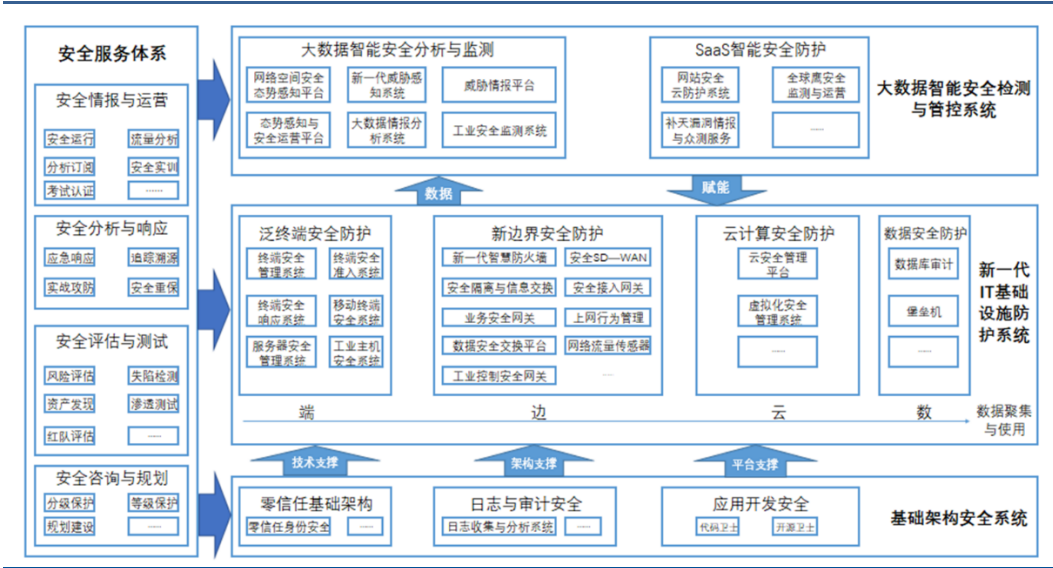 安全服务体系
安全情报与运营
安全运行
流量分析
分析订阅
安全实训
考试认证
......
安全分析与响应
应急响应
追踪溯源
实战攻防
安全重保
安全评估与测试
风险评估
失陷检测
资产发现
渗透测试
红队评估
......
安全咨询与规划
分级保护
等级保护
规划建设
......
大数据智能安全分析与监测
网络空间安全
态势感知平台
新一代威胁感
知系统
威胁情报平台
态势感知与
安全运营平台
大数据情报分
析系统
工业安全监测系统
SaaS智能安全防护
网站安全
云防护系统
全球鹰安全
监测与运营
补天漏洞情报
与众测服务
......
大数据智能安全检测
与管控系统
数据
赋能
泛终端安全防护
终端安全
管理系统
终端安全
准入系统
终端安全
响应系统
移动终端
安全系统
服务器安全
管理系统
工业主机
安全系统
新边界安全防护
新一代智慧防火墙
安全SD—WAN
安全隔离与信息交换
安全接入网关
业务安全网关
上网行为管理
数据安全交换平台
网络流量传感器
工业控制安全网关
......
云计算安全防护
云安全管理
平台
虚拟化安全
管理系统
......
数据安全防护
数据库审计
堡垒机
......
新一代
IT基础
设施防
护系统
端
边
云
数
数据聚集
与使用
技术支撑
架构支撑
平台支撑
零信任基础架构
零信任身份安全
......
日志与审计安全
日志收集与分析系统
......
应用开发安全
代码卫士
开源卫士
基础架构安全系统